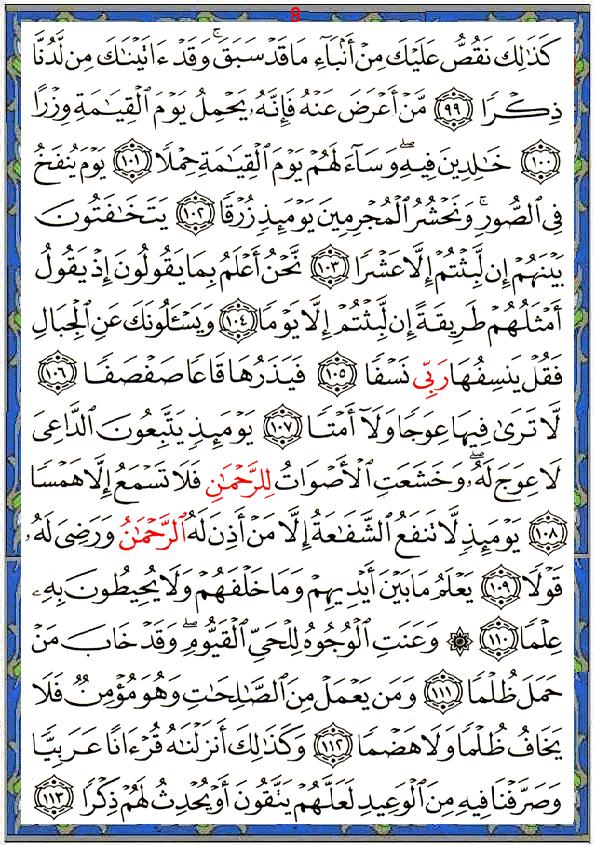 8
كَذَٰلِكَ نَقُصُّ عَلَيْكَ مِنْ أَنۢبَآءِ مَا قَدْ سَبَقَ ۚ وَقَدْ ءَاتَيْنَٰكَ مِن لَّدُنَّا
ذِكْرًا ﴿٩٩﴾ مَّنْ أَعْرَضَ عَنْهُ فَإِنَّهُۥ يَحْمِلُ يَوْمَ ٱلْقِيَٰمَةِ وِزْرًا
﴿١٠٠﴾ خَٰلِدِينَ فِيهِ ۖ وَسَآءَ لَهُمْ يَوْمَ ٱلْقِيَٰمَةِ حِمْلًا ﴿١٠١﴾ يَوْمَ يُنفَخُ
فِى ٱلصُّورِ ۚ وَنَحْشُرُ ٱلْمُجْرِمِينَ يَوْمَئِذٍ زُرْقًا ﴿١٠٢﴾ يَتَخَٰفَتُونَ
بَيْنَهُمْ إِن لَّبِثْتُمْ إِلَّا عَشْرًا ﴿١٠٣﴾ نَّحْنُ أَعْلَمُ بِمَا يَقُولُونَ إِذْ يَقُولُ
أَمْثَلُهُمْ طَرِيقَةً إِن لَّبِثْتُمْ إِلَّا يَوْمًا ﴿١٠٤﴾ وَيَسْـَٔلُونَكَ عَنِ ٱلْجِبَالِ
فَقُلْ يَنسِفُهَا رَبِّى نَسْفًا ﴿١٠٥﴾ فَيَذَرُهَا قَاعًا صَفْصَفًا ﴿١٠٦﴾
لَّا تَرَىٰ فِيهَا عِوَجًا وَلَآ أَمْتًا ﴿١٠٧﴾ يَوْمَئِذٍ يَتَّبِعُونَ ٱلدَّاعِىَ
لَا عِوَجَ لَهُۥ ۖ وَخَشَعَتِ ٱلْأَصْوَاتُ لِلرَّحْمَٰنِ فَلَا تَسْمَعُ إِلَّا هَمْسًا
﴿١٠٨﴾ يَوْمَئِذٍ لَّا تَنفَعُ ٱلشَّفَٰعَةُ إِلَّا مَنْ أَذِنَ لَهُ ٱلرَّحْمَٰنُ وَرَضِىَ لَهُۥ
قَوْلًا ﴿١٠٩﴾ يَعْلَمُ مَا بَيْنَ أَيْدِيهِمْ وَمَا خَلْفَهُمْ وَلَا يُحِيطُونَ بِهِۦ
عِلْمًا ﴿١١٠﴾ ۞ وَعَنَتِ ٱلْوُجُوهُ لِلْحَىِّ ٱلْقَيُّومِ ۖ وَقَدْ خَابَ مَنْ
حَمَلَ ظُلْمًا ﴿١١١﴾ وَمَن يَعْمَلْ مِنَ ٱلصَّٰلِحَٰتِ وَهُوَ مُؤْمِنٌ فَلَا
يَخَافُ ظُلْمًا وَلَا هَضْمًا ﴿١١٢﴾ وَكَذَٰلِكَ أَنزَلْنَٰهُ قُرْءَانًا عَرَبِيًّا
وَصَرَّفْنَا فِيهِ مِنَ ٱلْوَعِيدِ لَعَلَّهُمْ يَتَّقُونَ أَوْ يُحْدِثُ لَهُمْ ذِكْرًا ﴿١١٣﴾